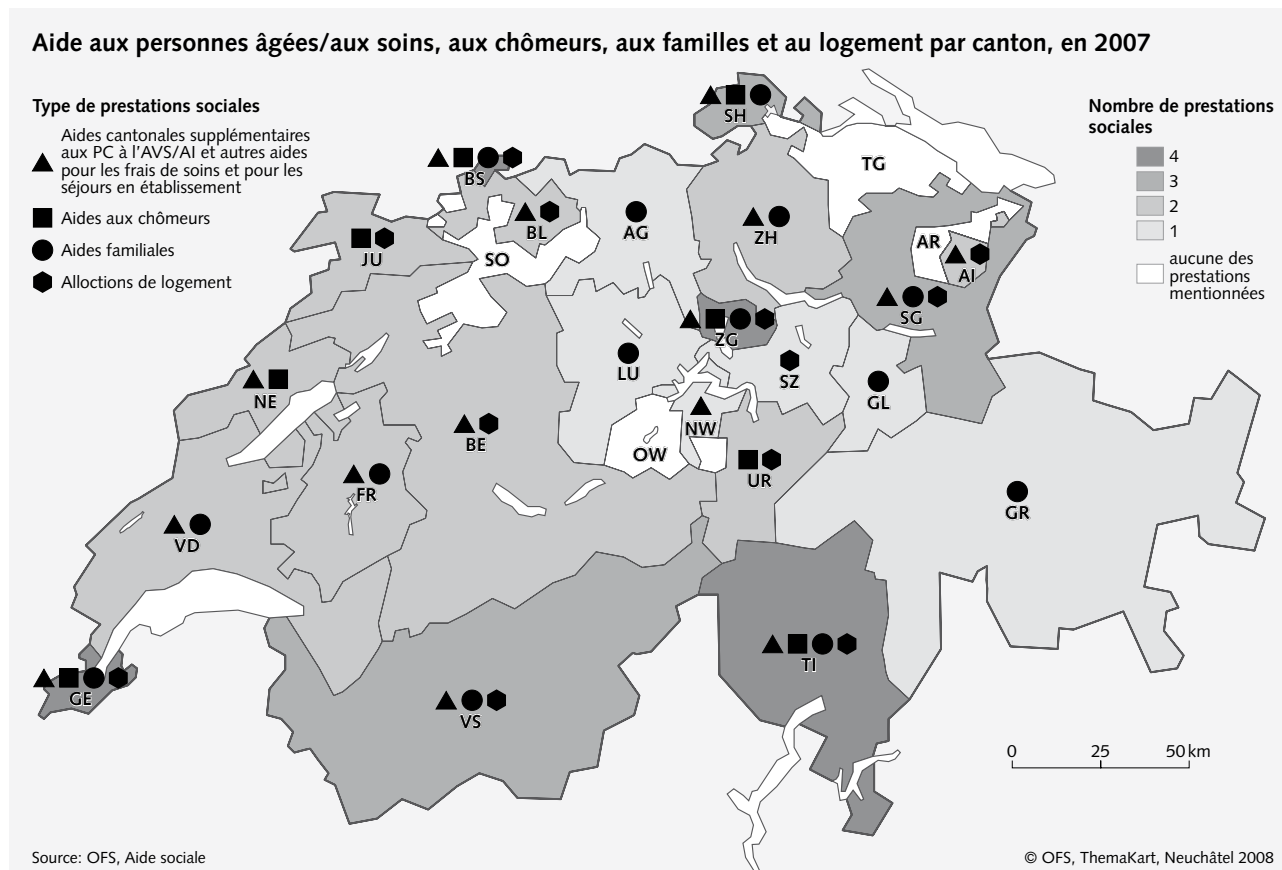 Aide aux personnes âgées/aux soins, aux chômeurs, aux familles et au logement par canton, en 2007
Type de prestations sociales
Aides cantonales supplémentaires
aux PC à l'AVS/AI et autres aides
pour les frais de soins et pour les
séjours en établissement
Aides aux chômeurs
Aides familiales
Alloctions de logement
Nombre de prestations
sociales
4
3
2
1
aucune des
prestations
mentionnées
SH
BS
TG
BL
AG
ZH
JU
SO
AR
AI
SG
ZG
LU
SZ
GL
NE
NW
BE
OW
UR
FR
GR
VD
TI
GE
VS
0 25 50 km
Source: OFS, Aide sociale
© OFS, ThemaKart, Neuchâtel 2008